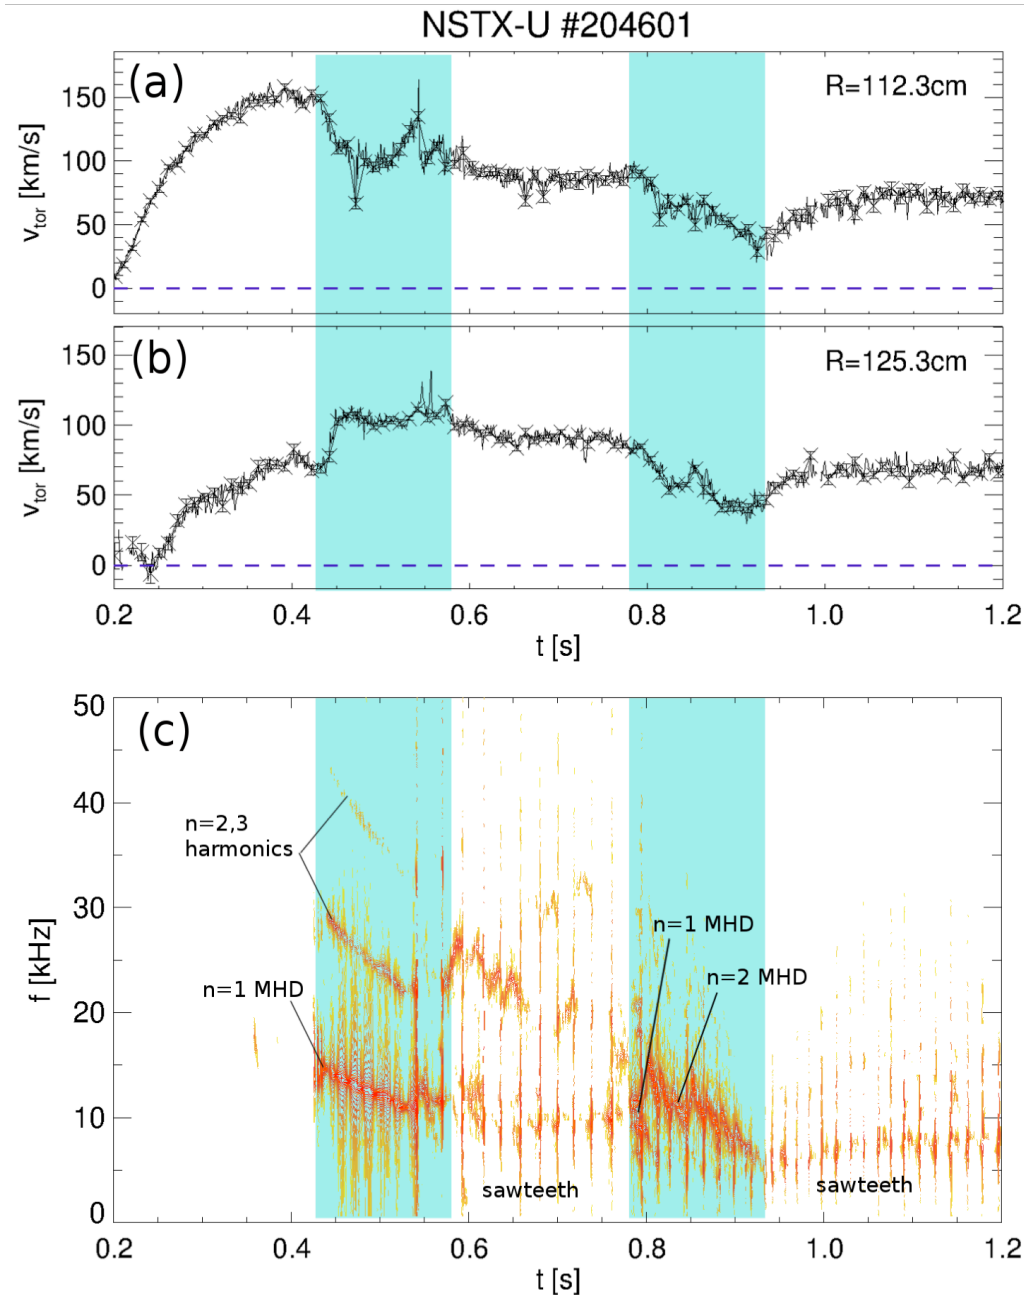 NSTX-U #204601
(a)
R=112.3cm
150
100
50
0
v_tor [km/s]
(b)
R=125.3cm
150
100
50
0
v_tor [km/s]
0.2 0.4 0.6 0.8 1.0 1.2
t [s]
(c)
50
40
30
20
10
0
f [kHz]
n=2,3
harmonics
n=1 MHD
n=1 MHD
n=2 MHD
sawteeth
sawteeth
0.2 0.4 0.6 0.8 1.0 1.2
t [s]